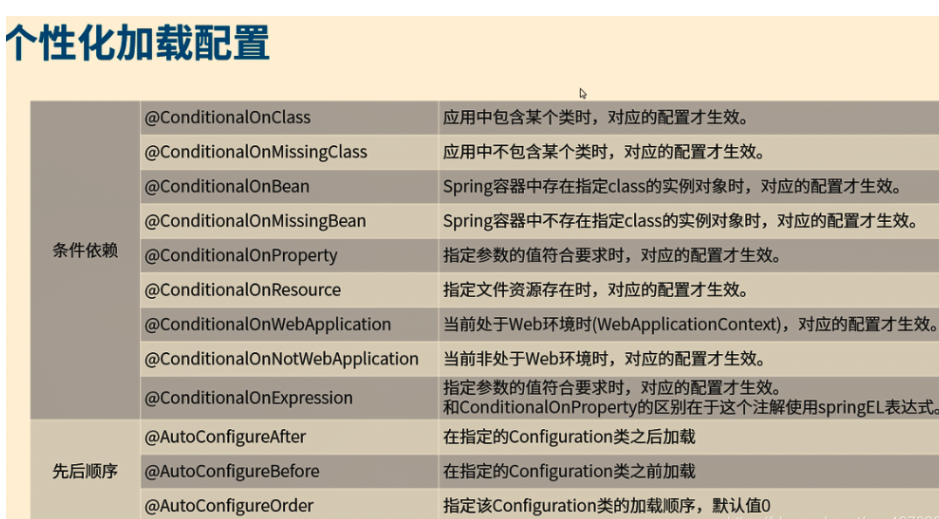 个性化加载配置
条件依赖
@ConditionalOnClass 应用中包含某个类时，对应的配置才生效。
@ConditionalOnMissingClass 应用中不包含某个类时，对应的配置才生效。
@ConditionalOnBean Spring容器中存在指定class的实例对象时，对应的配置才生效。
@ConditionalOnMissingBean Spring容器中不存在指定class的实例对象时，对应的配置才生效。
@ConditionalOnProperty 指定参数的值符合要求时，对应的配置才生效。
@ConditionalOnResource 指定文件资源存在时，对应的配置才生效。
@ConditionalOnWebApplication 当前处于Web环境时(WebApplicationContext)，对应的配置才生效。
@ConditionalOnNotWebApplication 当前非处于Web环境时，对应的配置才生效。
@ConditionalOnExpression 指定参数的值符合要求时，对应的配置才生效。
和ConditionalOnProperty的区别在于这个注解使用springEL表达式。
先后顺序
@AutoConfigureAfter 在指定的Configuration类之后加载
@AutoConfigureBefore 在指定的Configuration类之前加载
@AutoConfigureOrder 指定该Configuration类的加载顺序，默认值0